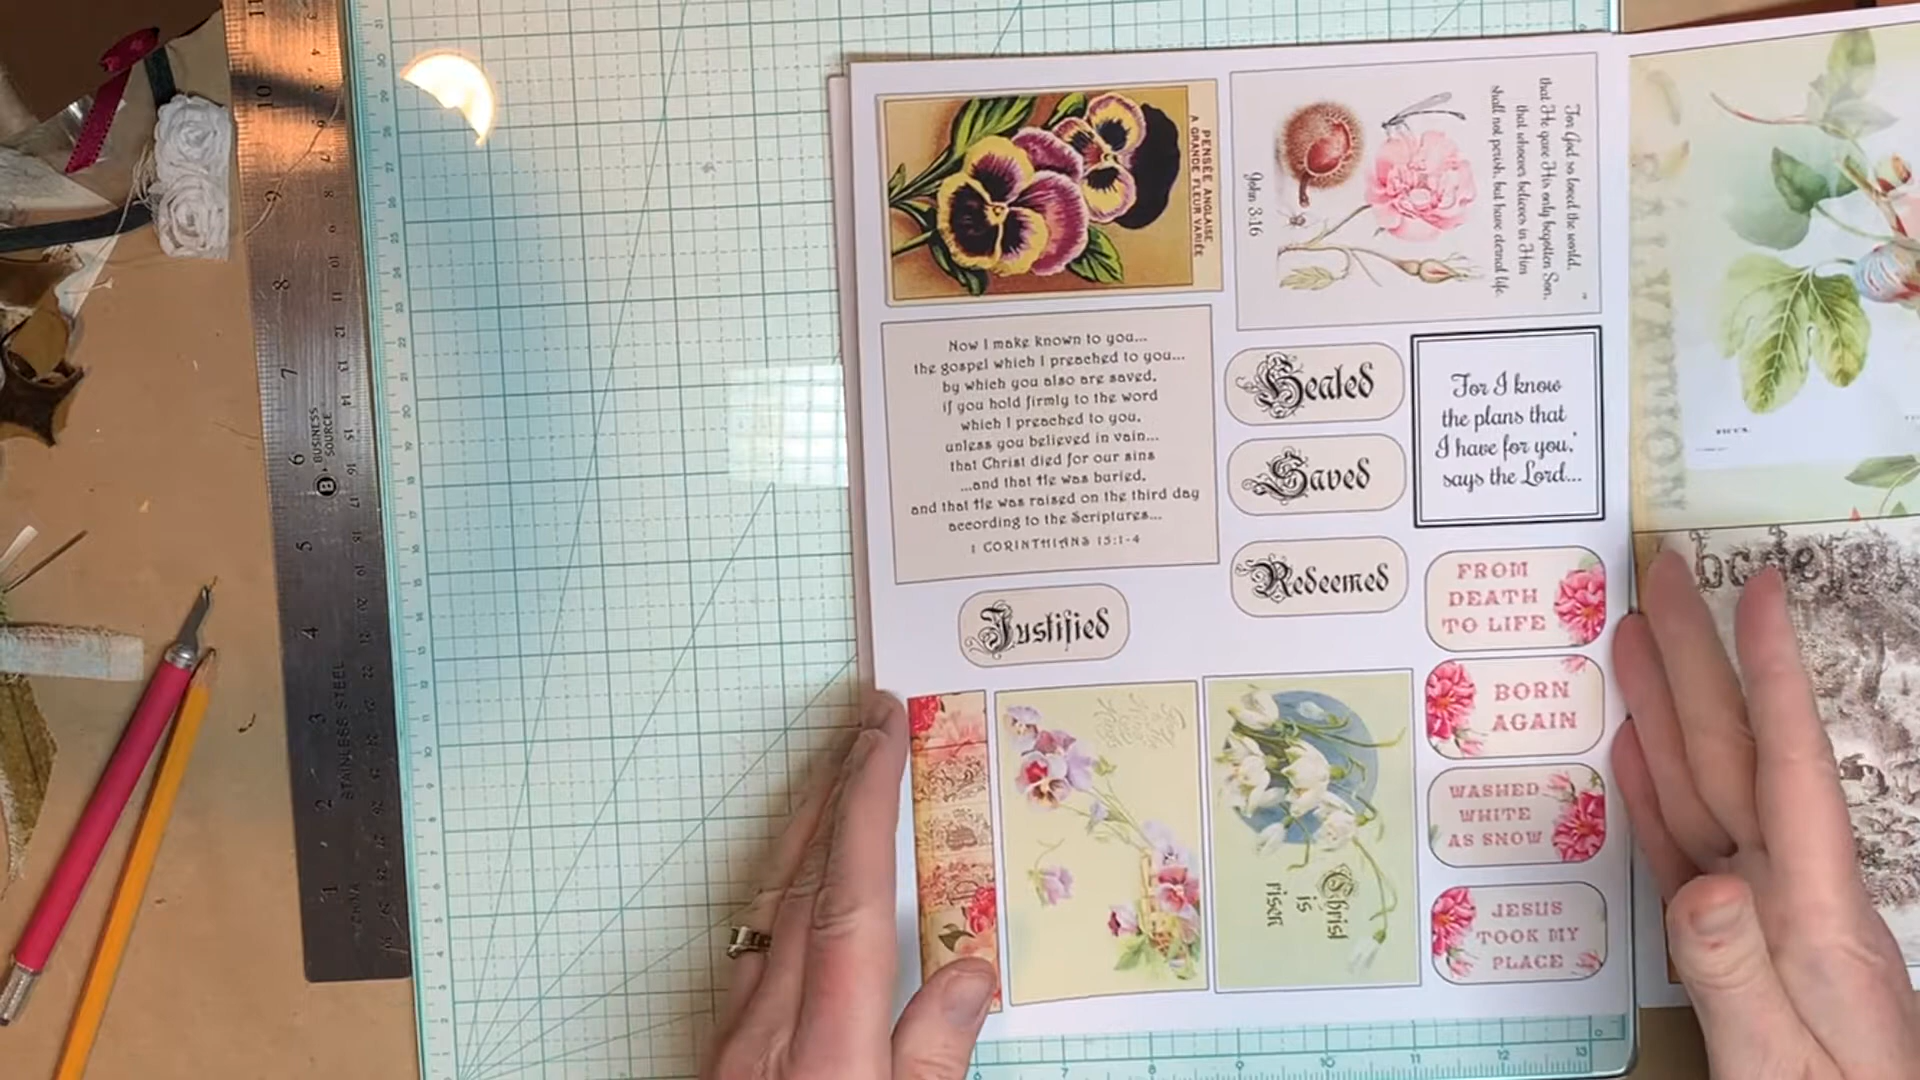 PENSÉE ANGLAISE
A GRANDE FLEUR VARIÉE
For God so loved the world,
that He gave His only begotten Son,
that whoever believes in Him
shall not perish, but have eternal life.
John 3:16
Now I make known to you...
the gospel which I preached to you...
by which you also are saved,
if you hold firmly to the word
which I preached to you,
unless you believed in vain...
that Christ died for our sins
...and that He was buried,
and that He was raised on the third day
according to the Scriptures...
1 CORINTHIANS 15:1-4
Healed
Saved
Redeemed
Justified
For I know
the plans that
I have for you,'
says the Lord...
FROM
DEATH
TO LIFE
BORN
AGAIN
WASHED
WHITE
AS SNOW
JESUS
TOOK MY
PLACE
Christ
is
risen
BUSINESS
SOURCE
STAINLESS STEEL
CHINA